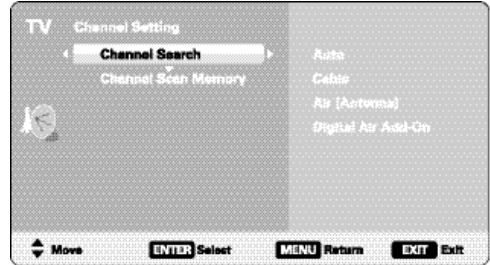 TV Channel Setting
Channel Search
Channel Scan Memory
Auto
Cable
Air [Antenna]
Digital Air Add-On
Move ENTER Select MENU Return EXIT Exit